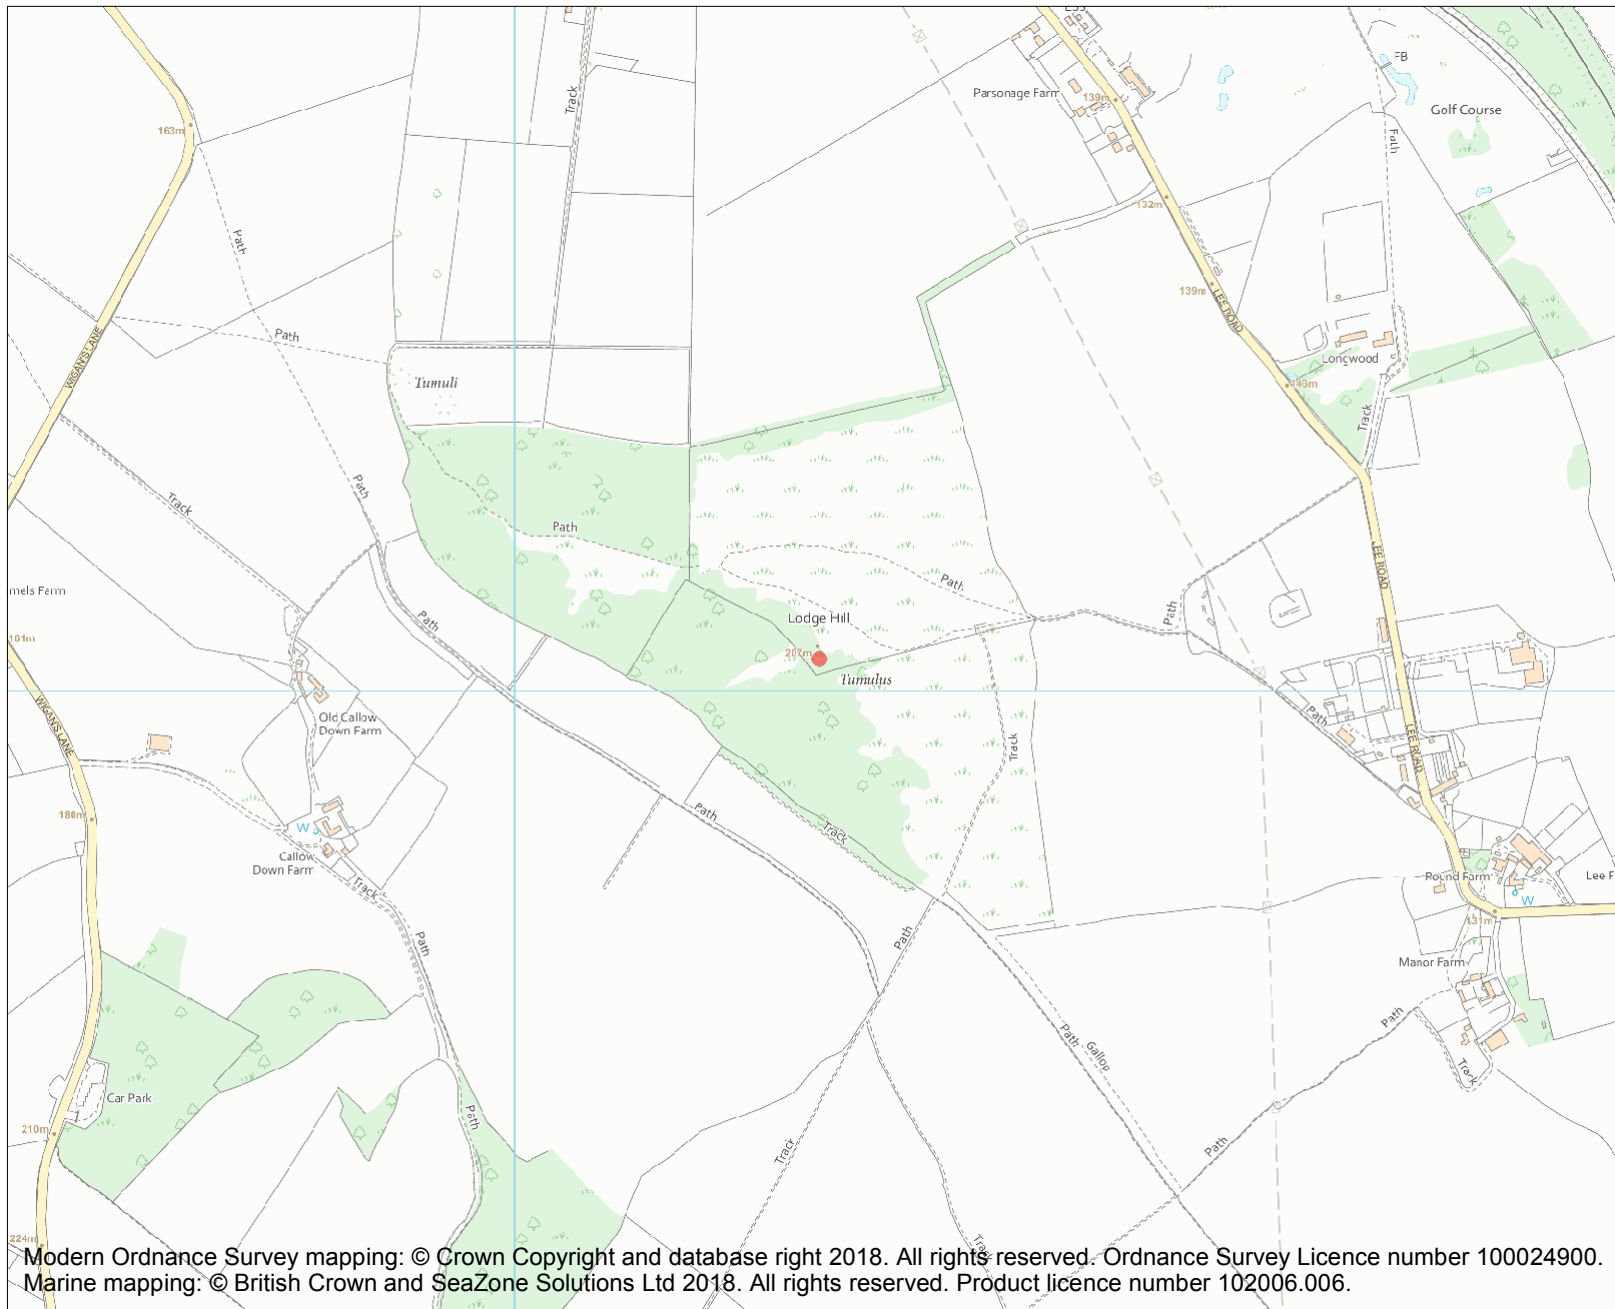 163m
Track
Parsonage Farm
139m
FB
Golf Course
Path
132m
Path
139m
LEE ROAD
Path
WIGAN'S LANE
Tumuli
Longwood
143m
Track
Track
Path
Path
LEE ROAD
Path
mels Farm
Path
Path
Lodge Hill
161m
207m
Tumulus
WIGAN'S LANE
Old Callow
Down Farm
Path
Track
LEE ROAD
180m
Path
W
Track
Callow
Down Farm
Track
Round Farm
Lee F
W
131m
Path
Path
Manor Farm
Path
Path
Gallop
Track
Car Park
Path
210m
Track
Path
224m
Track
Modern Ordnance Survey mapping: © Crown Copyright and database right 2018. All rights reserved. Ordnance Survey Licence number 100024900.
Marine mapping: © British Crown and SeaZone Solutions Ltd 2018. All rights reserved. Product licence number 102006.006.